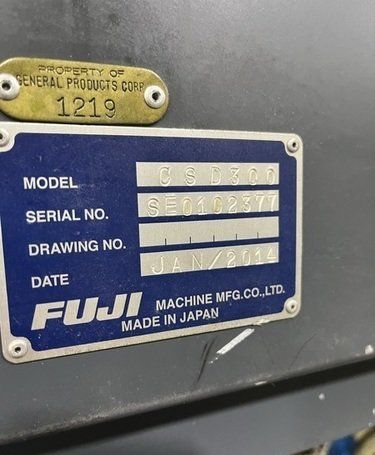 PROPERTY OF
GENERAL PRODUCTS CORP
1219
MODEL CSD300
SERIAL NO. SE0102377
DRAWING NO.
DATE JAN/2014
FUJI MACHINE MFG.CO.,LTD.
MADE IN JAPAN